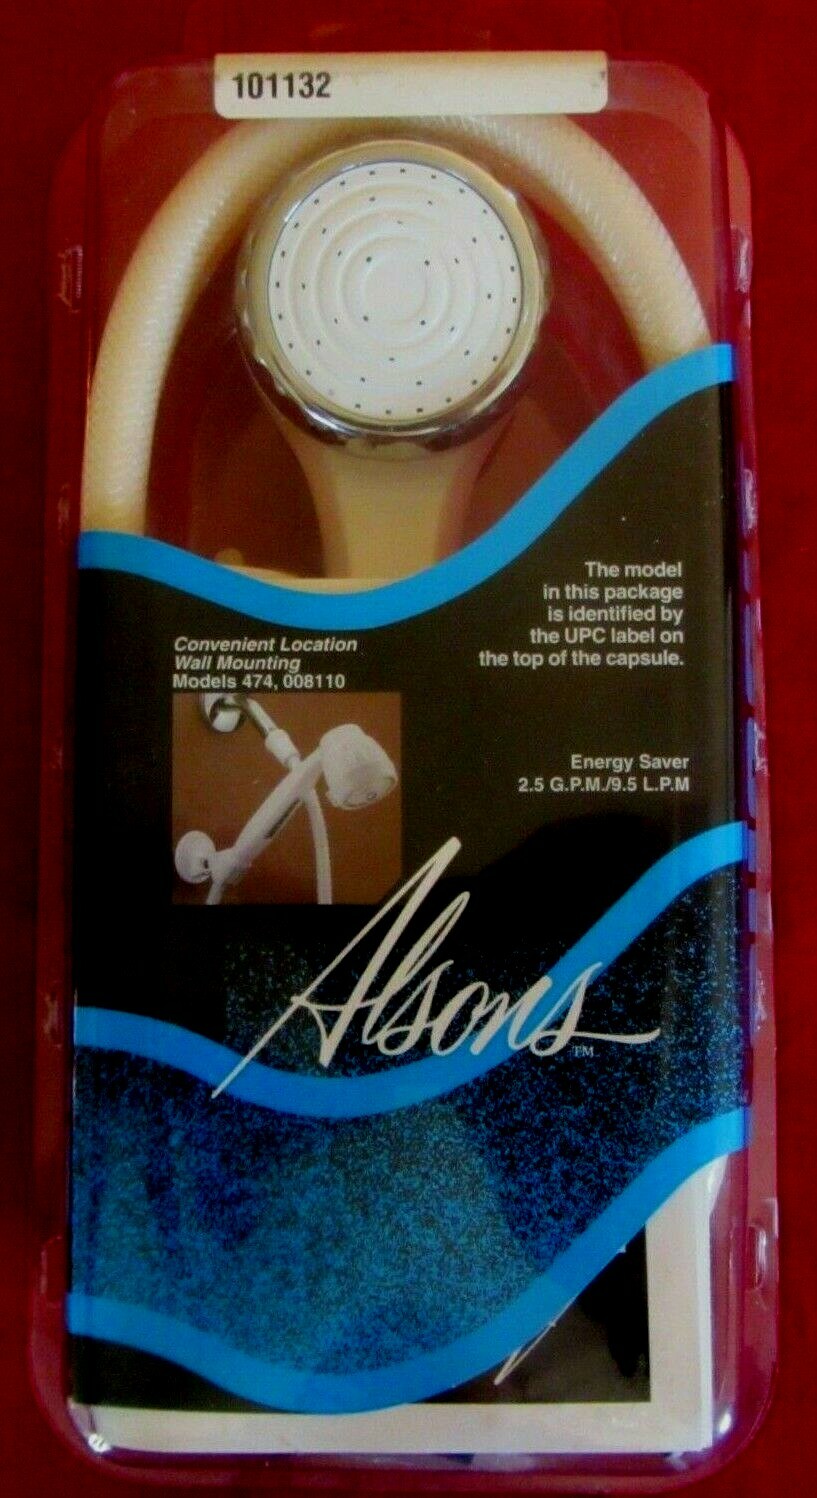 101132
The model
in this package
is identified by
the UPC label on
the top of the capsule.
Convenient Location
Wall Mounting
Models 474, 008110
Energy Saver
2.5 G.P.M./9.5 L.P.M
Alsons TM